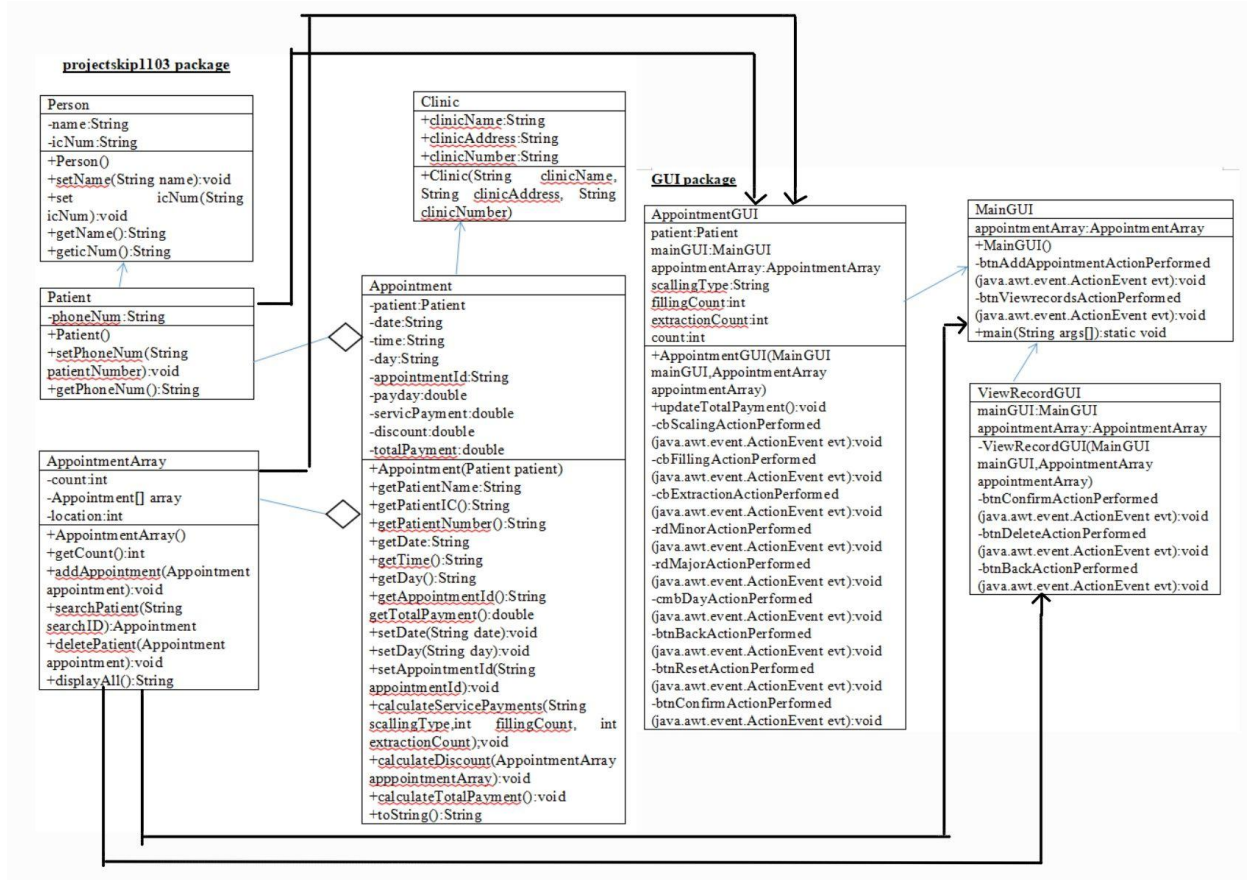 projectskip1103 package
Person
-name:String
-icNum:String
+Person()
+setName(String name):void
+set icNum(String
icNum):void
+getName():String
+geticNum():String
Patient
-phoneNum:String
+Patient()
+setPhoneNum(String
patientNumber):void
+getPhoneNum():String
AppointmentArray
-count:int
-Appointment[] array
-location:int
+AppointmentArray()
+getCount():int
+addAppointment(Appointment
appointment):void
+searchPatient(String
searchID):Appointment
+deletePatient(Appointment
appointment):void
+displayAll():String
Clinic
+clinicName:String
+clinicAddress:String
+clinicNumber:String
+Clinic(String clinicName,
String clinicAddress, String
clinicNumber)
Appointment
-patient:Patient
-date:String
-time:String
-day:String
-appointmentId:String
-payday:double
-servicPayment:double
-discount:double
-totalPayment:double
+Appointment(Patient patient)
+getPatientName:String
+getPatientIC():String
+getPatientNumber():String
+getDate:String
+getTime():String
+getDay():String
+getAppointmentId():String
getTotalPayment():double
+setDate(String date):void
+setDay(String day):void
+setAppointmentId(String
appointmentId):void
+calculateServicePayments(String
scallingType,int fillingCount, int
extractionCount);void
+calculateDiscount(AppointmentArray
apppointmentArray):void
+calculateTotalPayment():void
+toString():String
GUI package
AppointmentGUI
patient:Patient
mainGUI:MainGUI
appointmentArray:AppointmentArray
scallingType:String
fillingCount:int
extractionCount:int
count:int
+AppointmentGUI(MainGUI
mainGUI,AppointmentArray
appointmentArray)
+updateTotalPayment():void
-cbScalingActionPerformed
(java.awt.event.ActionEvent evt):void
-cbFillingActionPerformed
(java.awt.event.ActionEvent evt):void
-cbExtractionActionPerformed
(java.awt.event.ActionEvent evt):void
-rdMinorActionPerformed
(java.awt.event.ActionEvent evt):void
-rdMajorActionPerformed
(java.awt.event.ActionEvent evt):void
-cmbDayActionPerformed
(java.awt.event.ActionEvent evt):void
-btnBackActionPerformed
(java.awt.event.ActionEvent evt):void
-btnResetActionPerformed
(java.awt.event.ActionEvent evt):void
-btnConfirmActionPerformed
(java.awt.event.ActionEvent evt):void
MainGUI
appointmentArray:AppointmentArray
+MainGUI()
-btnAddAppointmentActionPerformed
(java.awt.event.ActionEvent evt):void
-btnViewrecordsActionPerformed
(java.awt.event.ActionEvent evt):void
+main(String args[]):static void
ViewRecordGUI
mainGUI:MainGUI
appointmentArray:AppointmentArray
-ViewRecordGUI(MainGUI
mainGUI,AppointmentArray
appointmentArray)
-btnConfirmActionPerformed
(java.awt.event.ActionEvent evt):void
-btnDeleteActionPerformed
(java.awt.event.ActionEvent evt):void
-btnBackActionPerformed
(java.awt.event.ActionEvent evt):void